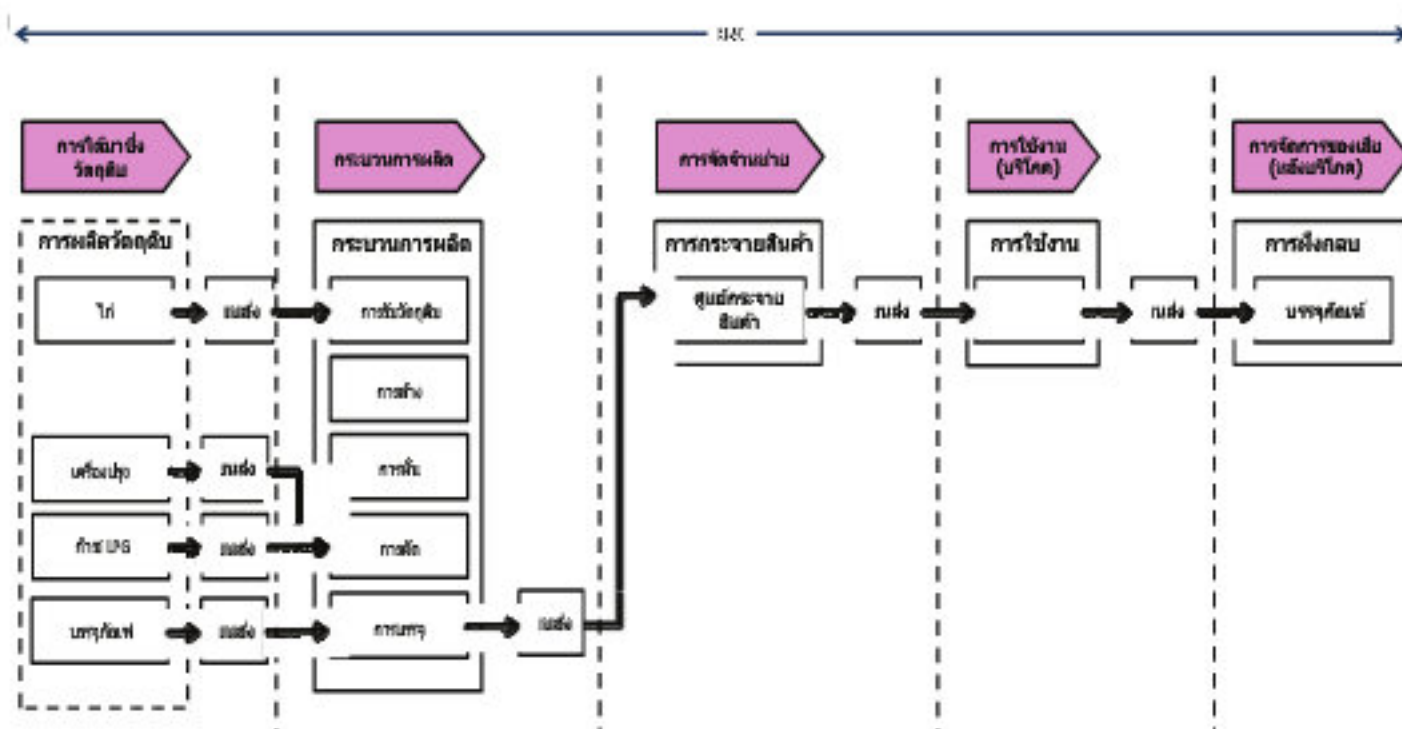 B2C
การได้มาซึ่ง
วัตถุดิบ
กระบวนการผลิต
การจัดจำหน่าย
การใช้งาน
(บริโภค)
การจัดการของเสีย
(หลังบริโภค)
การผลิตวัตถุดิบ
กระบวนการผลิต
การกระจายสินค้า
การใช้งาน
การฝังกลบ
ไก่
ขนส่ง
การรับวัตถุดิบ
ศูนย์กระจาย
สินค้า
ขนส่ง
ขนส่ง
บรรจุภัณฑ์
การล้าง
เครื่องปรุง
ขนส่ง
ก๊าซ LPG
ขนส่ง
บรรจุภัณฑ์
ขนส่ง
การบรรจุ
ขนส่ง